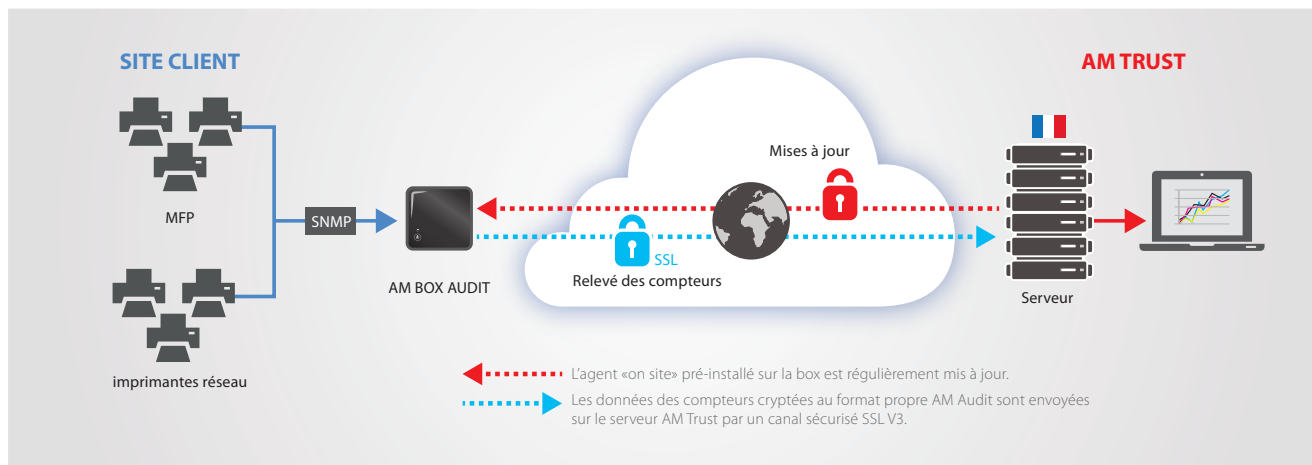 SITE CLIENT
AM TRUST
MFP
SNMP
AM BOX AUDIT
imprimantes réseau
Mises à jour
SSL
Relevé des compteurs
Serveur
L'agent «on site» pré-installé sur la box est régulièrement mis à jour.
Les données des compteurs cryptées au format propre AM Audit sont envoyées
sur le serveur AM Trust par un canal sécurisé SSL V3.